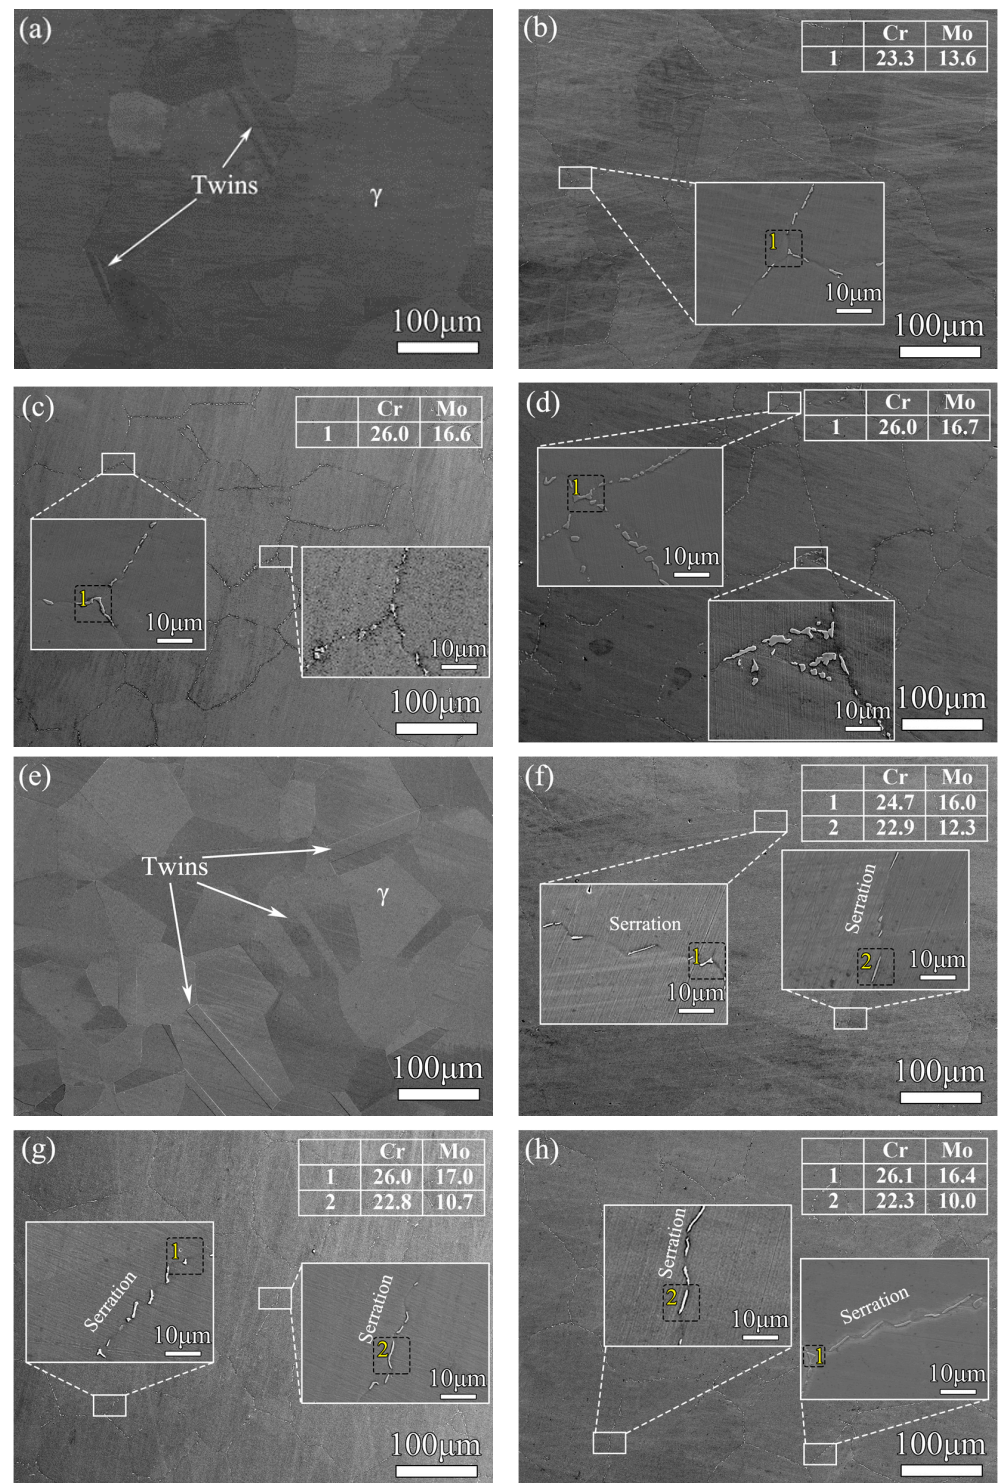 (a)
Twins
γ
100μm
(b)
Cr Mo
1 23.3 13.6
1
10μm
100μm
(c)
Cr Mo
1 26.0 16.6
1
10μm
10μm
100μm
(d)
Cr Mo
1 26.0 16.7
1
10μm
10μm
100μm
(e)
Twins
γ
100μm
(f)
Cr Mo
1 24.7 16.0
2 22.9 12.3
Serration
1
10μm
Serration
2
10μm
100μm
(g)
Cr Mo
1 26.0 17.0
2 22.8 10.7
1
Serration
10μm
Serration
2
10μm
100μm
(h)
Cr Mo
1 26.1 16.4
2 22.3 10.0
Serration
2
10μm
Serration
1
10μm
100μm